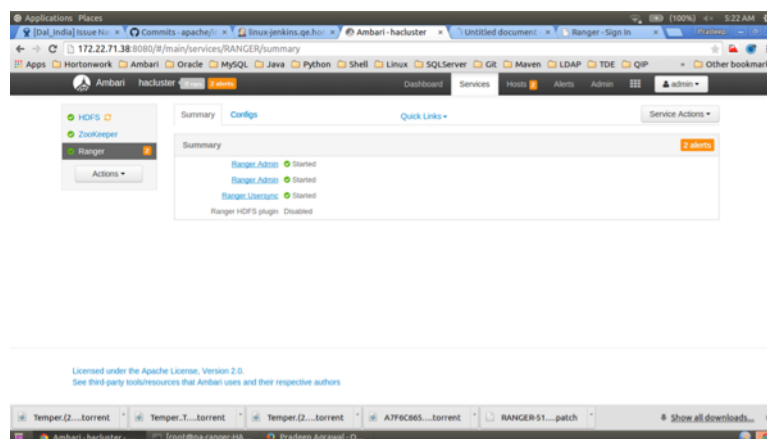 Applications Places (100%) 5:22 AM
[Dal_India] Issue Na Commits · apache/ linux-jenkins.qe.ho Ambari - hacluster Untitled document Ranger - Sign In Pradeep
172.22.71.38:8080/#/main/services/RANGER/summary
Apps Hortonwork Ambari Oracle MySQL Java Python Shell Linux SQLServer Git Maven LDAP TDE QIP » Other bookmar
Ambari hacluster 2 alerts Dashboard Services Hosts Alerts Admin admin
HDFS
ZooKeeper
Ranger 2
Actions
Summary Configs Quick Links Service Actions
Summary 2 alerts
Ranger Admin Started
Ranger Admin Started
Ranger Usersync Started
Ranger HDFS plugin Disabled
Licensed under the Apache License, Version 2.0.
See third-party tools/resources that Ambari uses and their respective authors
Temper.(2....torrent Temper.T....torrent Temper.(2....torrent A7F6C665....torrent RANGER-51....patch Show all downloads...
Ambari - hacluster - Pradeep Agrawal - O